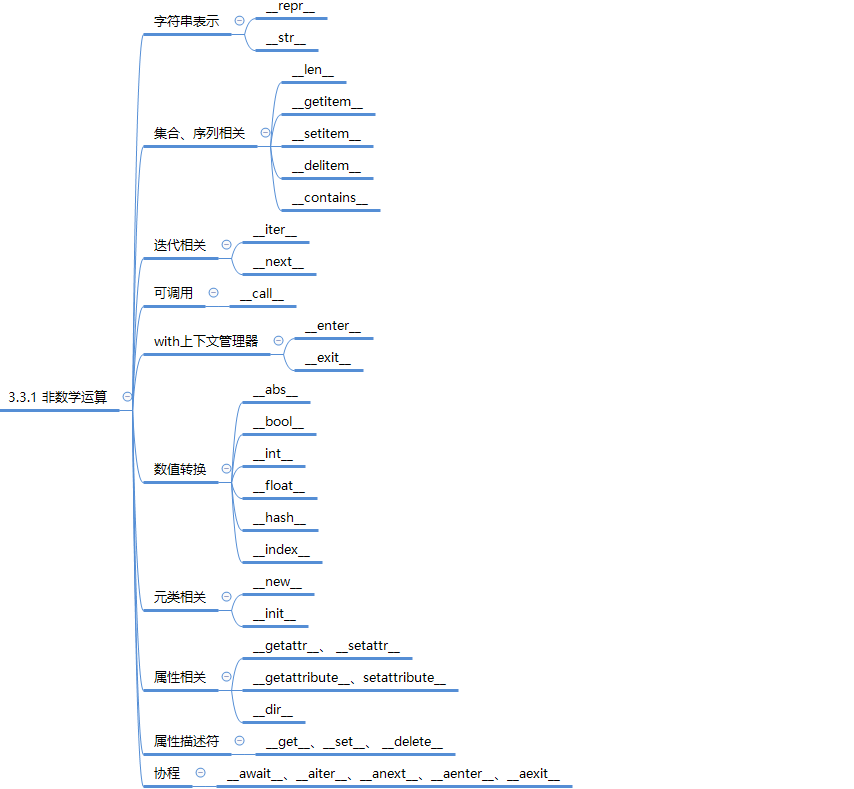 3.3.1 非数学运算
字符串表示
__repr__
__str__
集合、序列相关
__len__
__getitem__
__setitem__
__delitem__
__contains__
迭代相关
__iter__
__next__
可调用
__call__
with上下文管理器
__enter__
__exit__
数值转换
__abs__
__bool__
__int__
__float__
__hash__
__index__
元类相关
__new__
__init__
属性相关
__getattr__、 __setattr__
__getattribute__、setattribute__
__dir__
属性描述符
__get__、__set__、 __delete__
协程
__await__、__aiter__、__anext__、__aenter__、__aexit__